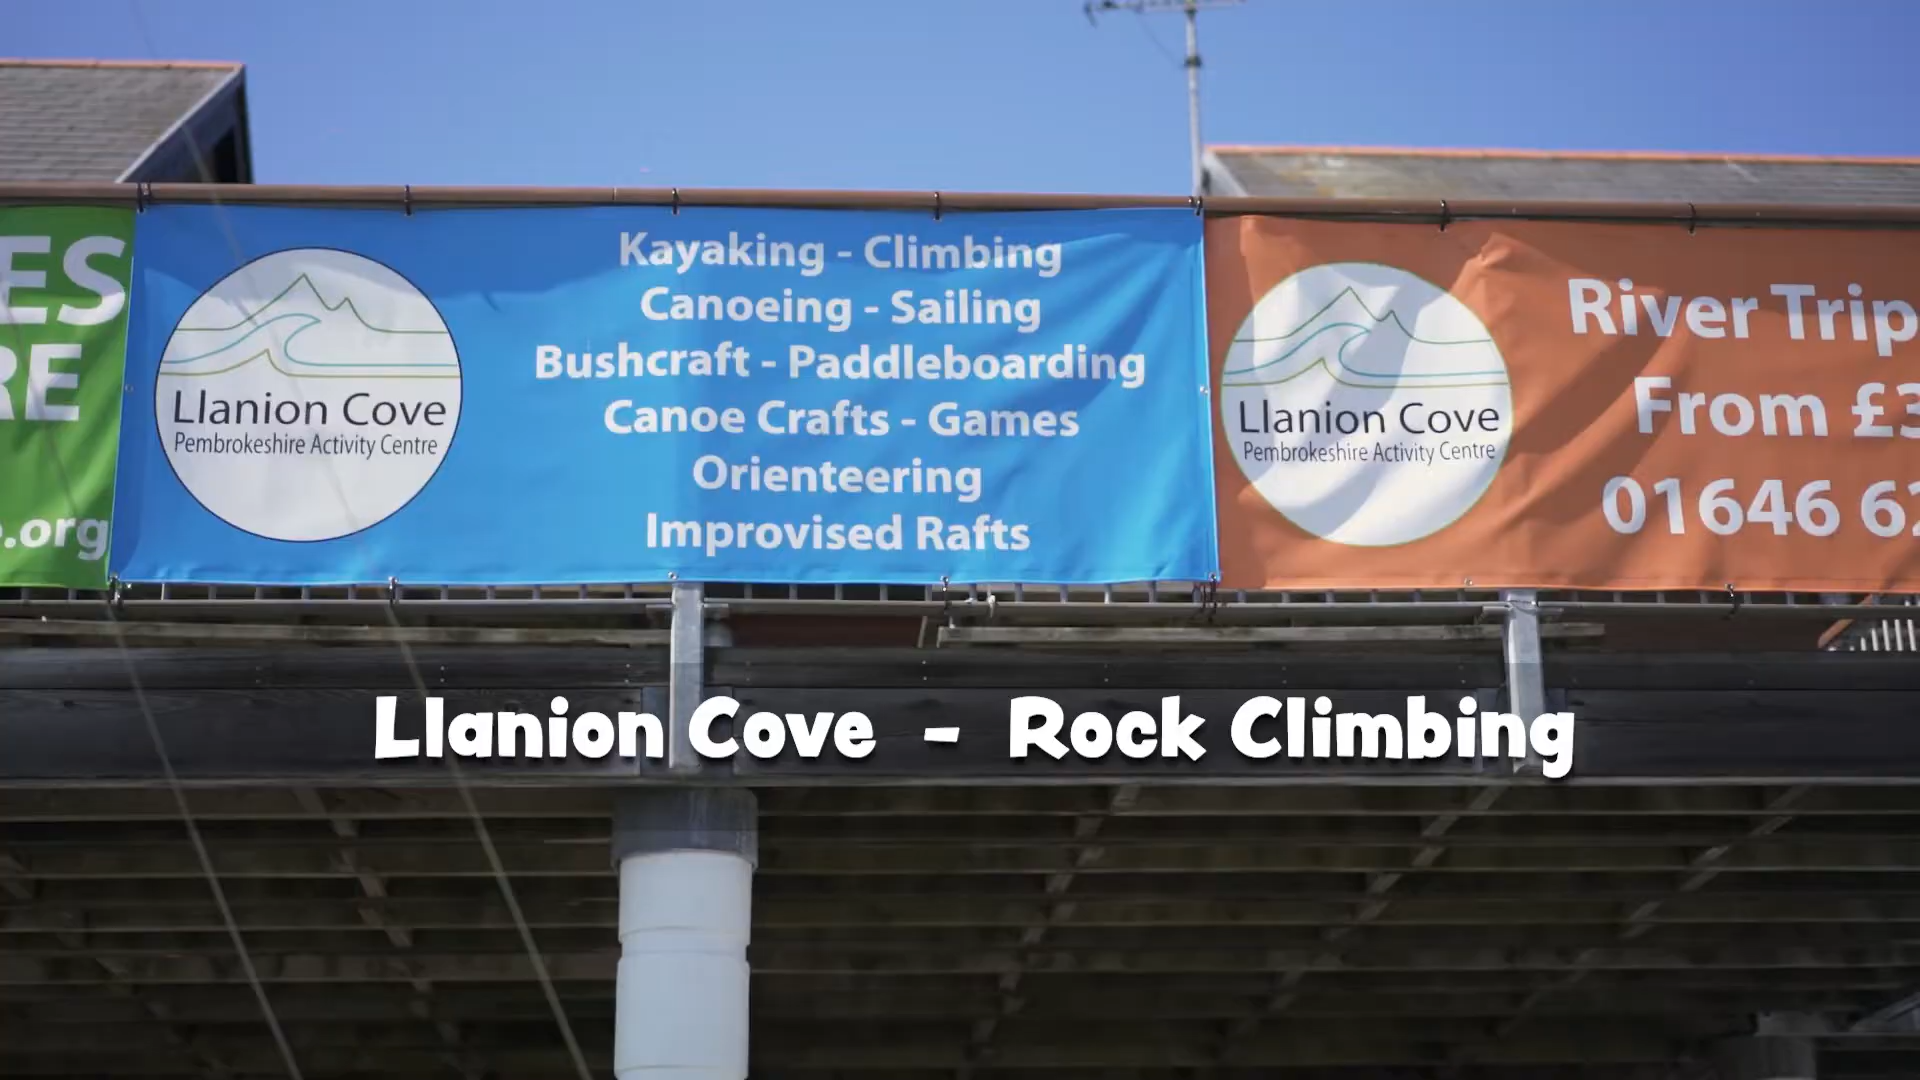 ES
RE
.org
Llanion Cove
Pembrokeshire Activity Centre
Kayaking - Climbing
Canoeing - Sailing
Bushcraft - Paddleboarding
Canoe Crafts - Games
Orienteering
Improvised Rafts
Llanion Cove
Pembrokeshire Activity Centre
River Trip
From £3
01646 62
Llanion Cove - Rock Climbing